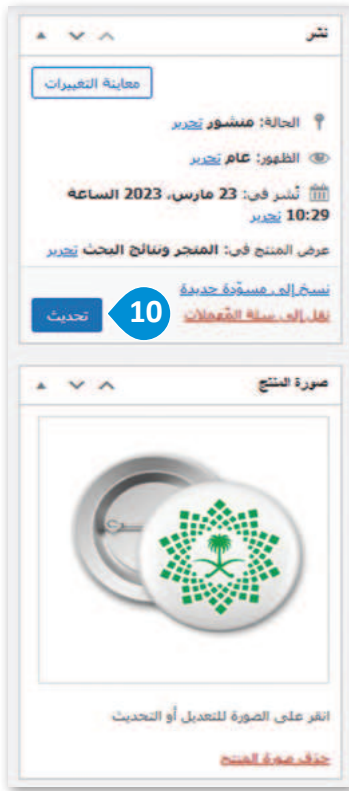 نشر
معاينة التغييرات
الحالة: منشور تحرير
الظهور: عام تحرير
نُشر في: 23 مارس، 2023 الساعة
10:29 تحرير
عرض المنتج في: المتجر ونتائج البحث تحرير
نسخ إلى مسودة جديدة
نقل إلى سلة المهملات
تحديث
10
صورة المنتج
انقر على الصورة للتعديل أو التحديث
حذف صورة المنتج